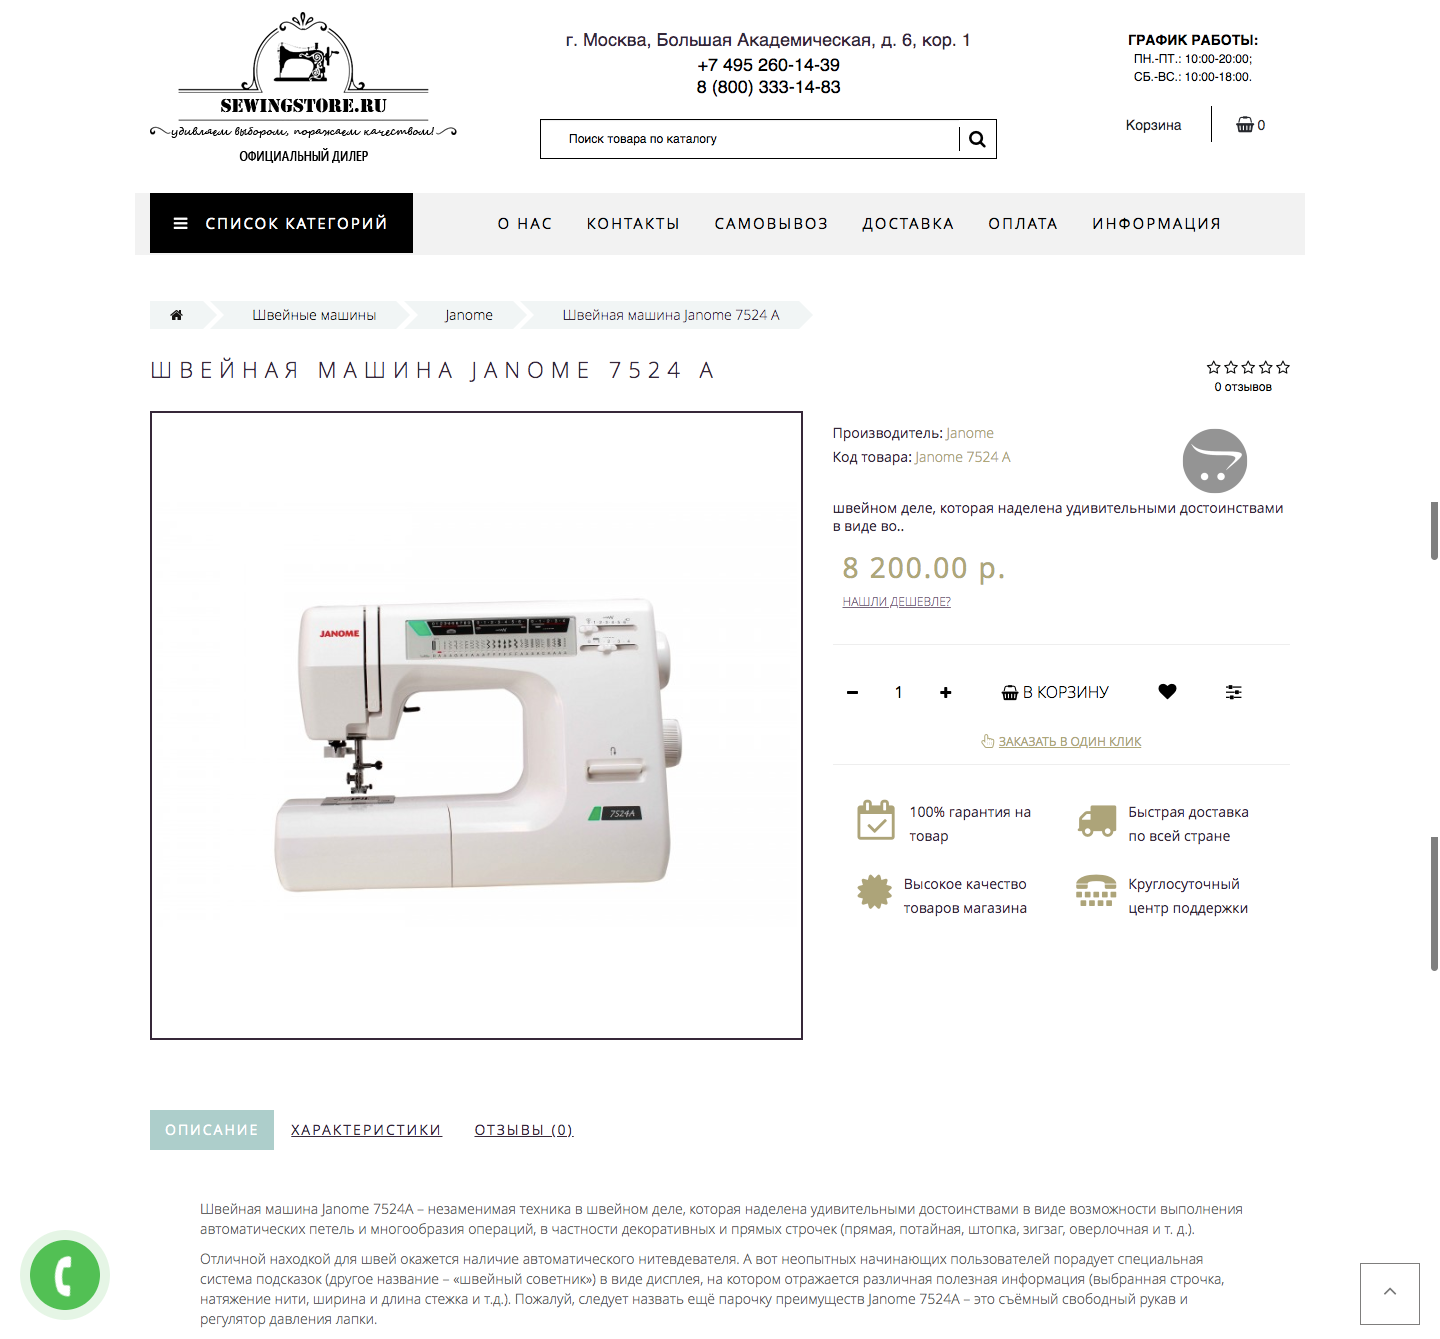 SEWINGSTORE.RU
удивляем выбором, поражаем качеством!
ОФИЦИАЛЬНЫЙ ДИЛЕР
г. Москва, Большая Академическая, д. 6, кор. 1
+7 495 260-14-39
8 (800) 333-14-83
Поиск товара по каталогу
ГРАФИК РАБОТЫ:
ПН.-ПТ.: 10:00-20:00;
СБ.-ВС.: 10:00-18:00.
Корзина 0
СПИСОК КАТЕГОРИЙ О НАС КОНТАКТЫ САМОВЫВОЗ ДОСТАВКА ОПЛАТА ИНФОРМАЦИЯ
Швейные машины Janome Швейная машина Janome 7524 A
ШВЕЙНАЯ МАШИНА JANOME 7524 A
0 отзывов
JANOME
7524A
Производитель: Janome
Код товара: Janome 7524 A
швейном деле, которая наделена удивительными достоинствами
в виде во..
8 200.00 р.
НАШЛИ ДЕШЕВЛЕ?
1 В КОРЗИНУ
ЗАКАЗАТЬ В ОДИН КЛИК
100% гарантия на
товар
Быстрая доставка
по всей стране
Высокое качество
товаров магазина
Круглосуточный
центр поддержки
ОПИСАНИЕ ХАРАКТЕРИСТИКИ ОТЗЫВЫ (0)
Швейная машина Janome 7524A – незаменимая техника в швейном деле, которая наделена удивительными достоинствами в виде возможности выполнения
автоматических петель и многообразия операций, в частности декоративных и прямых строчек (прямая, потайная, штопка, зигзаг, оверлочная и т. д.).
Отличной находкой для швей окажется наличие автоматического нитевдевателя. А вот неопытных начинающих пользователей порадует специальная
система подсказок (другое название – «швейный советник») в виде дисплея, на котором отражается различная полезная информация (выбранная строчка,
натяжение нити, ширина и длина стежка и т.д.). Пожалуй, следует назвать ещё парочку преимуществ Janome 7524A – это съёмный свободный рукав и
регулятор давления лапки.